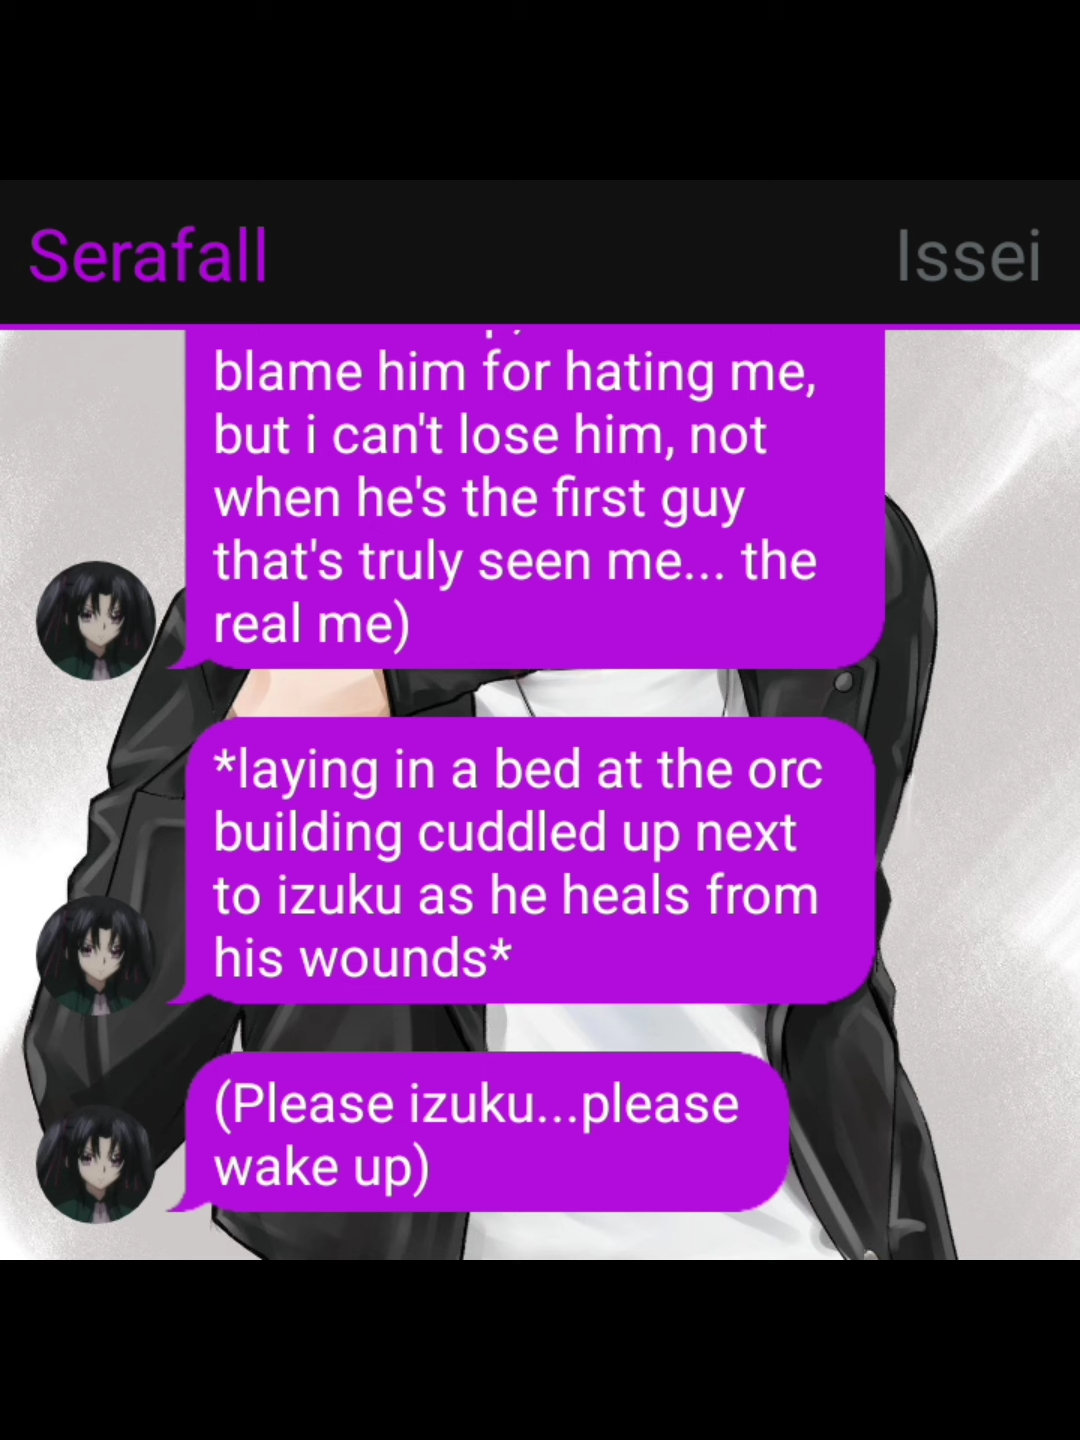 Serafall
Issei
blame him for hating me,
but i can't lose him, not
when he's the first guy
that's truly seen me... the
real me)
*laying in a bed at the orc
building cuddled up next
to izuku as he heals from
his wounds*
(Please izuku...please
wake up)